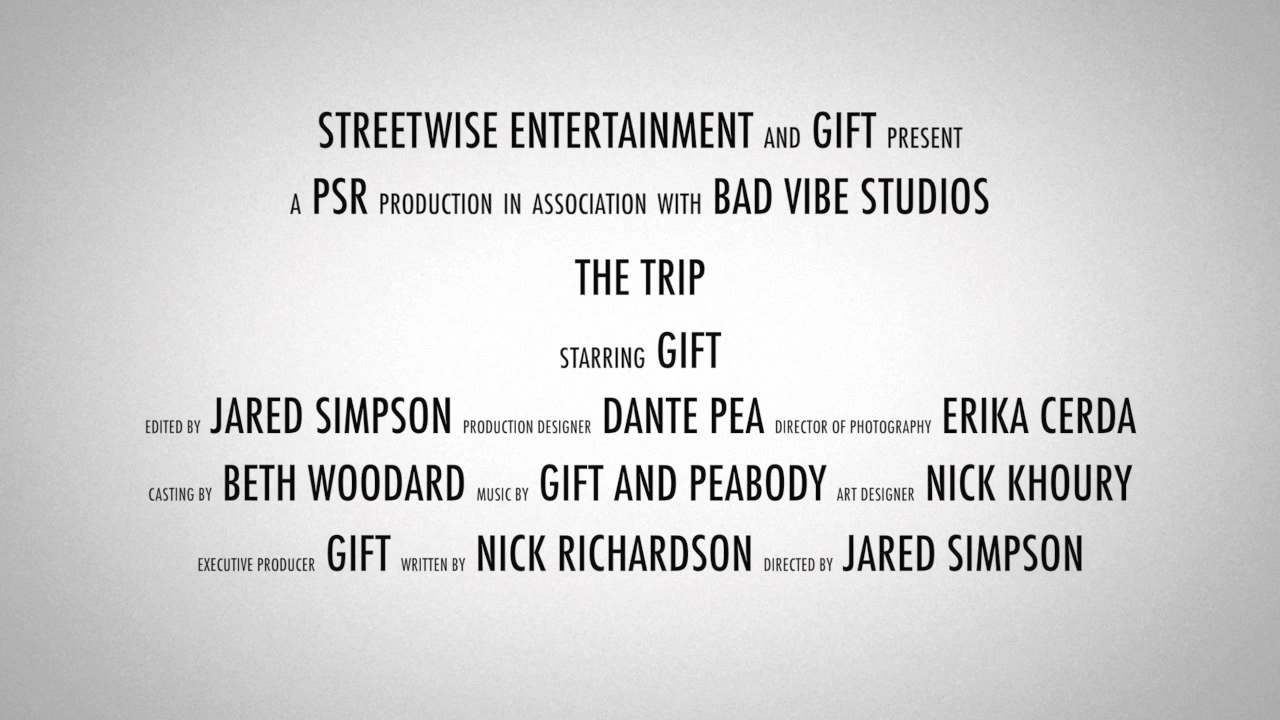 STREETWISE ENTERTAINMENT AND GIFT PRESENT
A PSR PRODUCTION IN ASSOCIATION WITH BAD VIBE STUDIOS
THE TRIP
STARRING GIFT
EDITED BY JARED SIMPSON PRODUCTION DESIGNER DANTE PEA DIRECTOR OF PHOTOGRAPHY ERIKA CERDA
CASTING BY BETH WOODARD MUSIC BY GIFT AND PEABODY ART DESIGNER NICK KHOURY
EXECUTIVE PRODUCER GIFT WRITTEN BY NICK RICHARDSON DIRECTED BY JARED SIMPSON